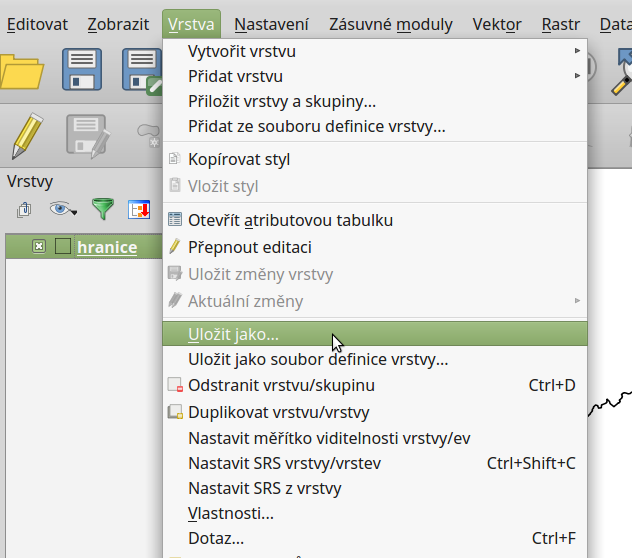 Editovat Zobrazit Vrstva Nastavení Zásuvné moduly Vektor Rastr Data
Vytvořit vrstvu
Přidat vrstvu
Přiložit vrstvy a skupiny...
Přidat ze souboru definice vrstvy...
Kopírovat styl
Vrstvy
Vložit styl
Otevřít atributovou tabulku
hranice
Přepnout editaci
Uložit změny vrstvy
Aktuální změny
Uložit jako...
Uložit jako soubor definice vrstvy...
Odstranit vrstvu/skupinu Ctrl+D
Duplikovat vrstvu/vrstvy
Nastavit měřítko viditelnosti vrstvy/ev
Nastavit SRS vrstvy/vrstev Ctrl+Shift+C
Nastavit SRS z vrstvy
Vlastnosti...
Dotaz... Ctrl+F